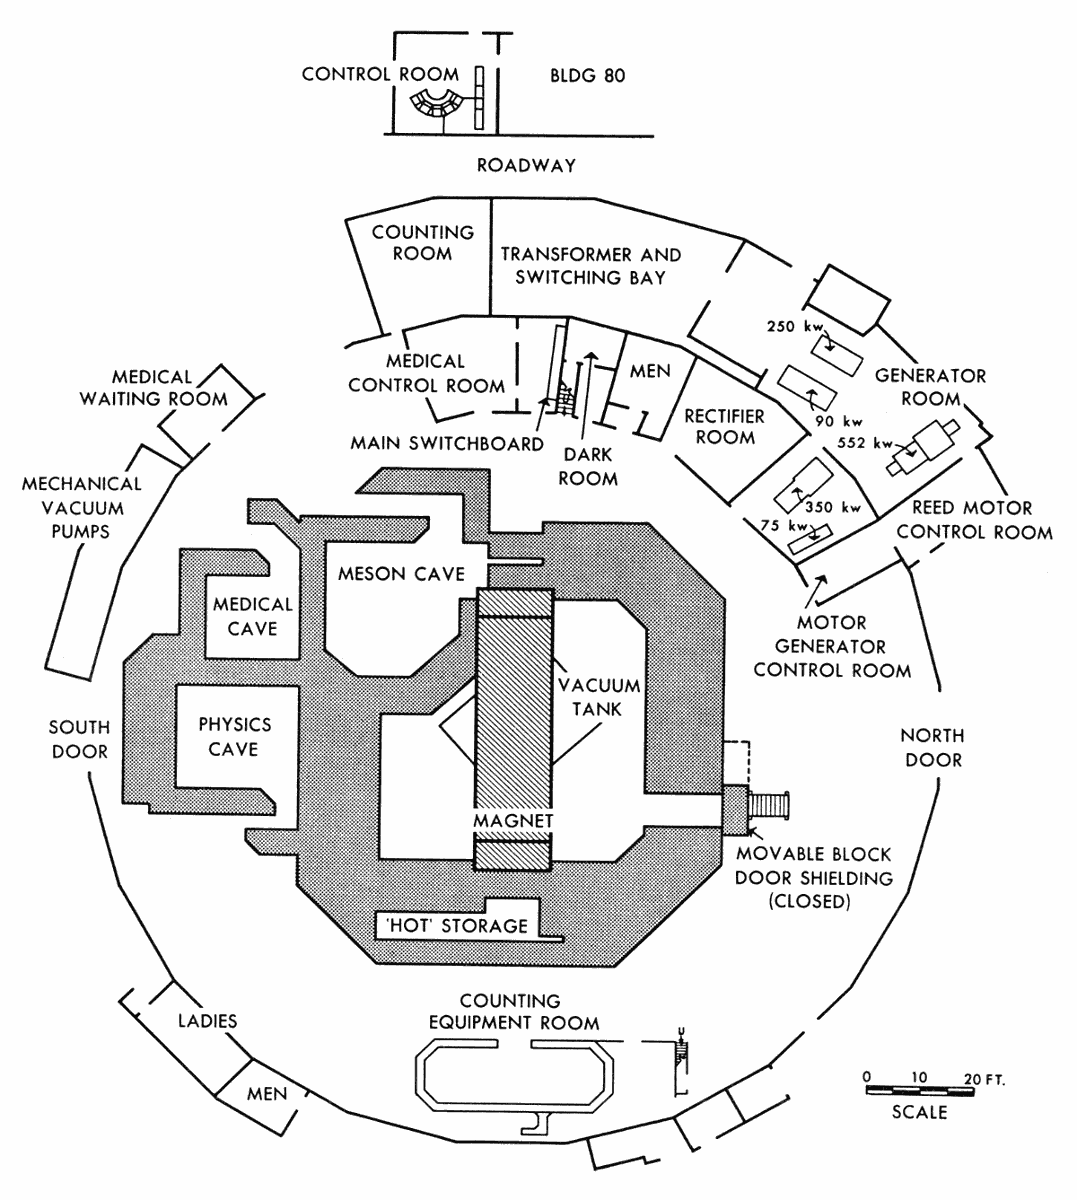 CONTROL ROOM
BLDG 80
ROADWAY
COUNTING
ROOM
TRANSFORMER AND
SWITCHING BAY
250 kw
MEDICAL
WAITING ROOM
MEDICAL
CONTROL ROOM
MEN
GENERATOR
ROOM
90 kw
RECTIFIER
ROOM
552 kw
MAIN SWITCHBOARD
DARK
ROOM
MECHANICAL
VACUUM
PUMPS
350 kw
75 kw
REED MOTOR
CONTROL ROOM
MESON CAVE
MEDICAL
CAVE
MOTOR
GENERATOR
CONTROL ROOM
VACUUM
TANK
SOUTH
DOOR
PHYSICS
CAVE
NORTH
DOOR
MAGNET
MOVABLE BLOCK
DOOR SHIELDING
(CLOSED)
'HOT' STORAGE
COUNTING
EQUIPMENT ROOM
LADIES
U
MEN
0 10 20 FT.
SCALE